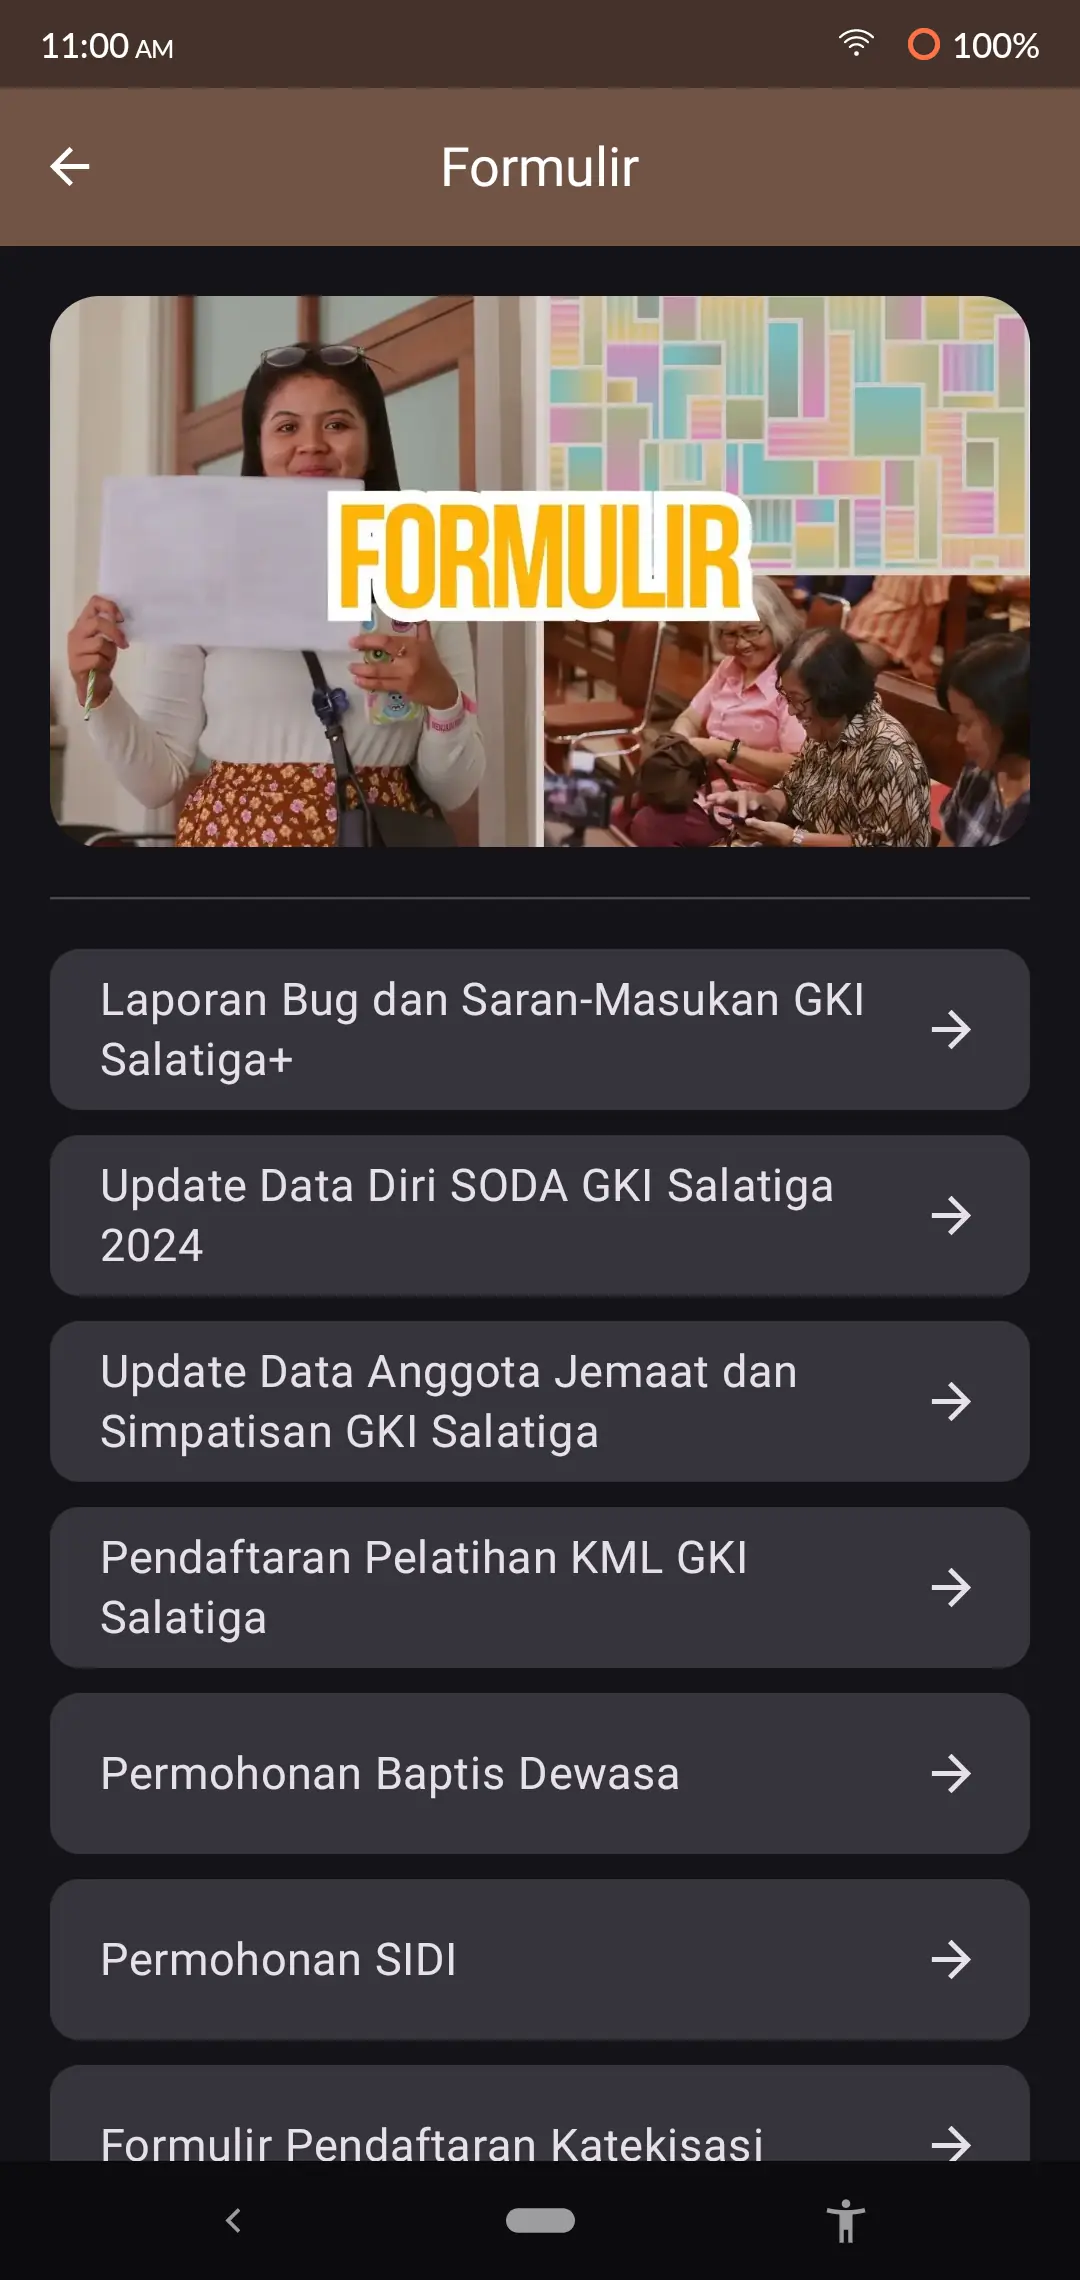 11:00 AM
100%
Formulir
FORMULIR
Laporan Bug dan Saran-Masukan GKI
Salatiga+
Update Data Diri SODA GKI Salatiga
2024
Update Data Anggota Jemaat dan
Simpatisan GKI Salatiga
Pendaftaran Pelatihan KML GKI
Salatiga
Permohonan Baptis Dewasa
Permohonan SIDI
Formulir Pendaftaran Katekisasi